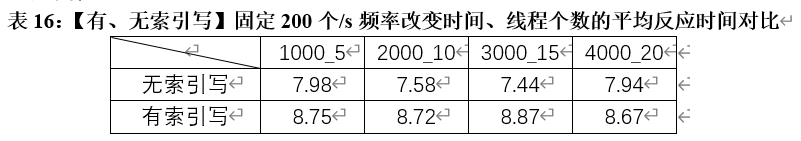 表 16：【有、无索引写】固定 200 个/s 频率改变时间、线程个数的平均反应时间对比
1000_5 2000_10 3000_15 4000_20
无索引写 7.98 7.58 7.44 7.94
有索引写 8.75 8.72 8.87 8.67